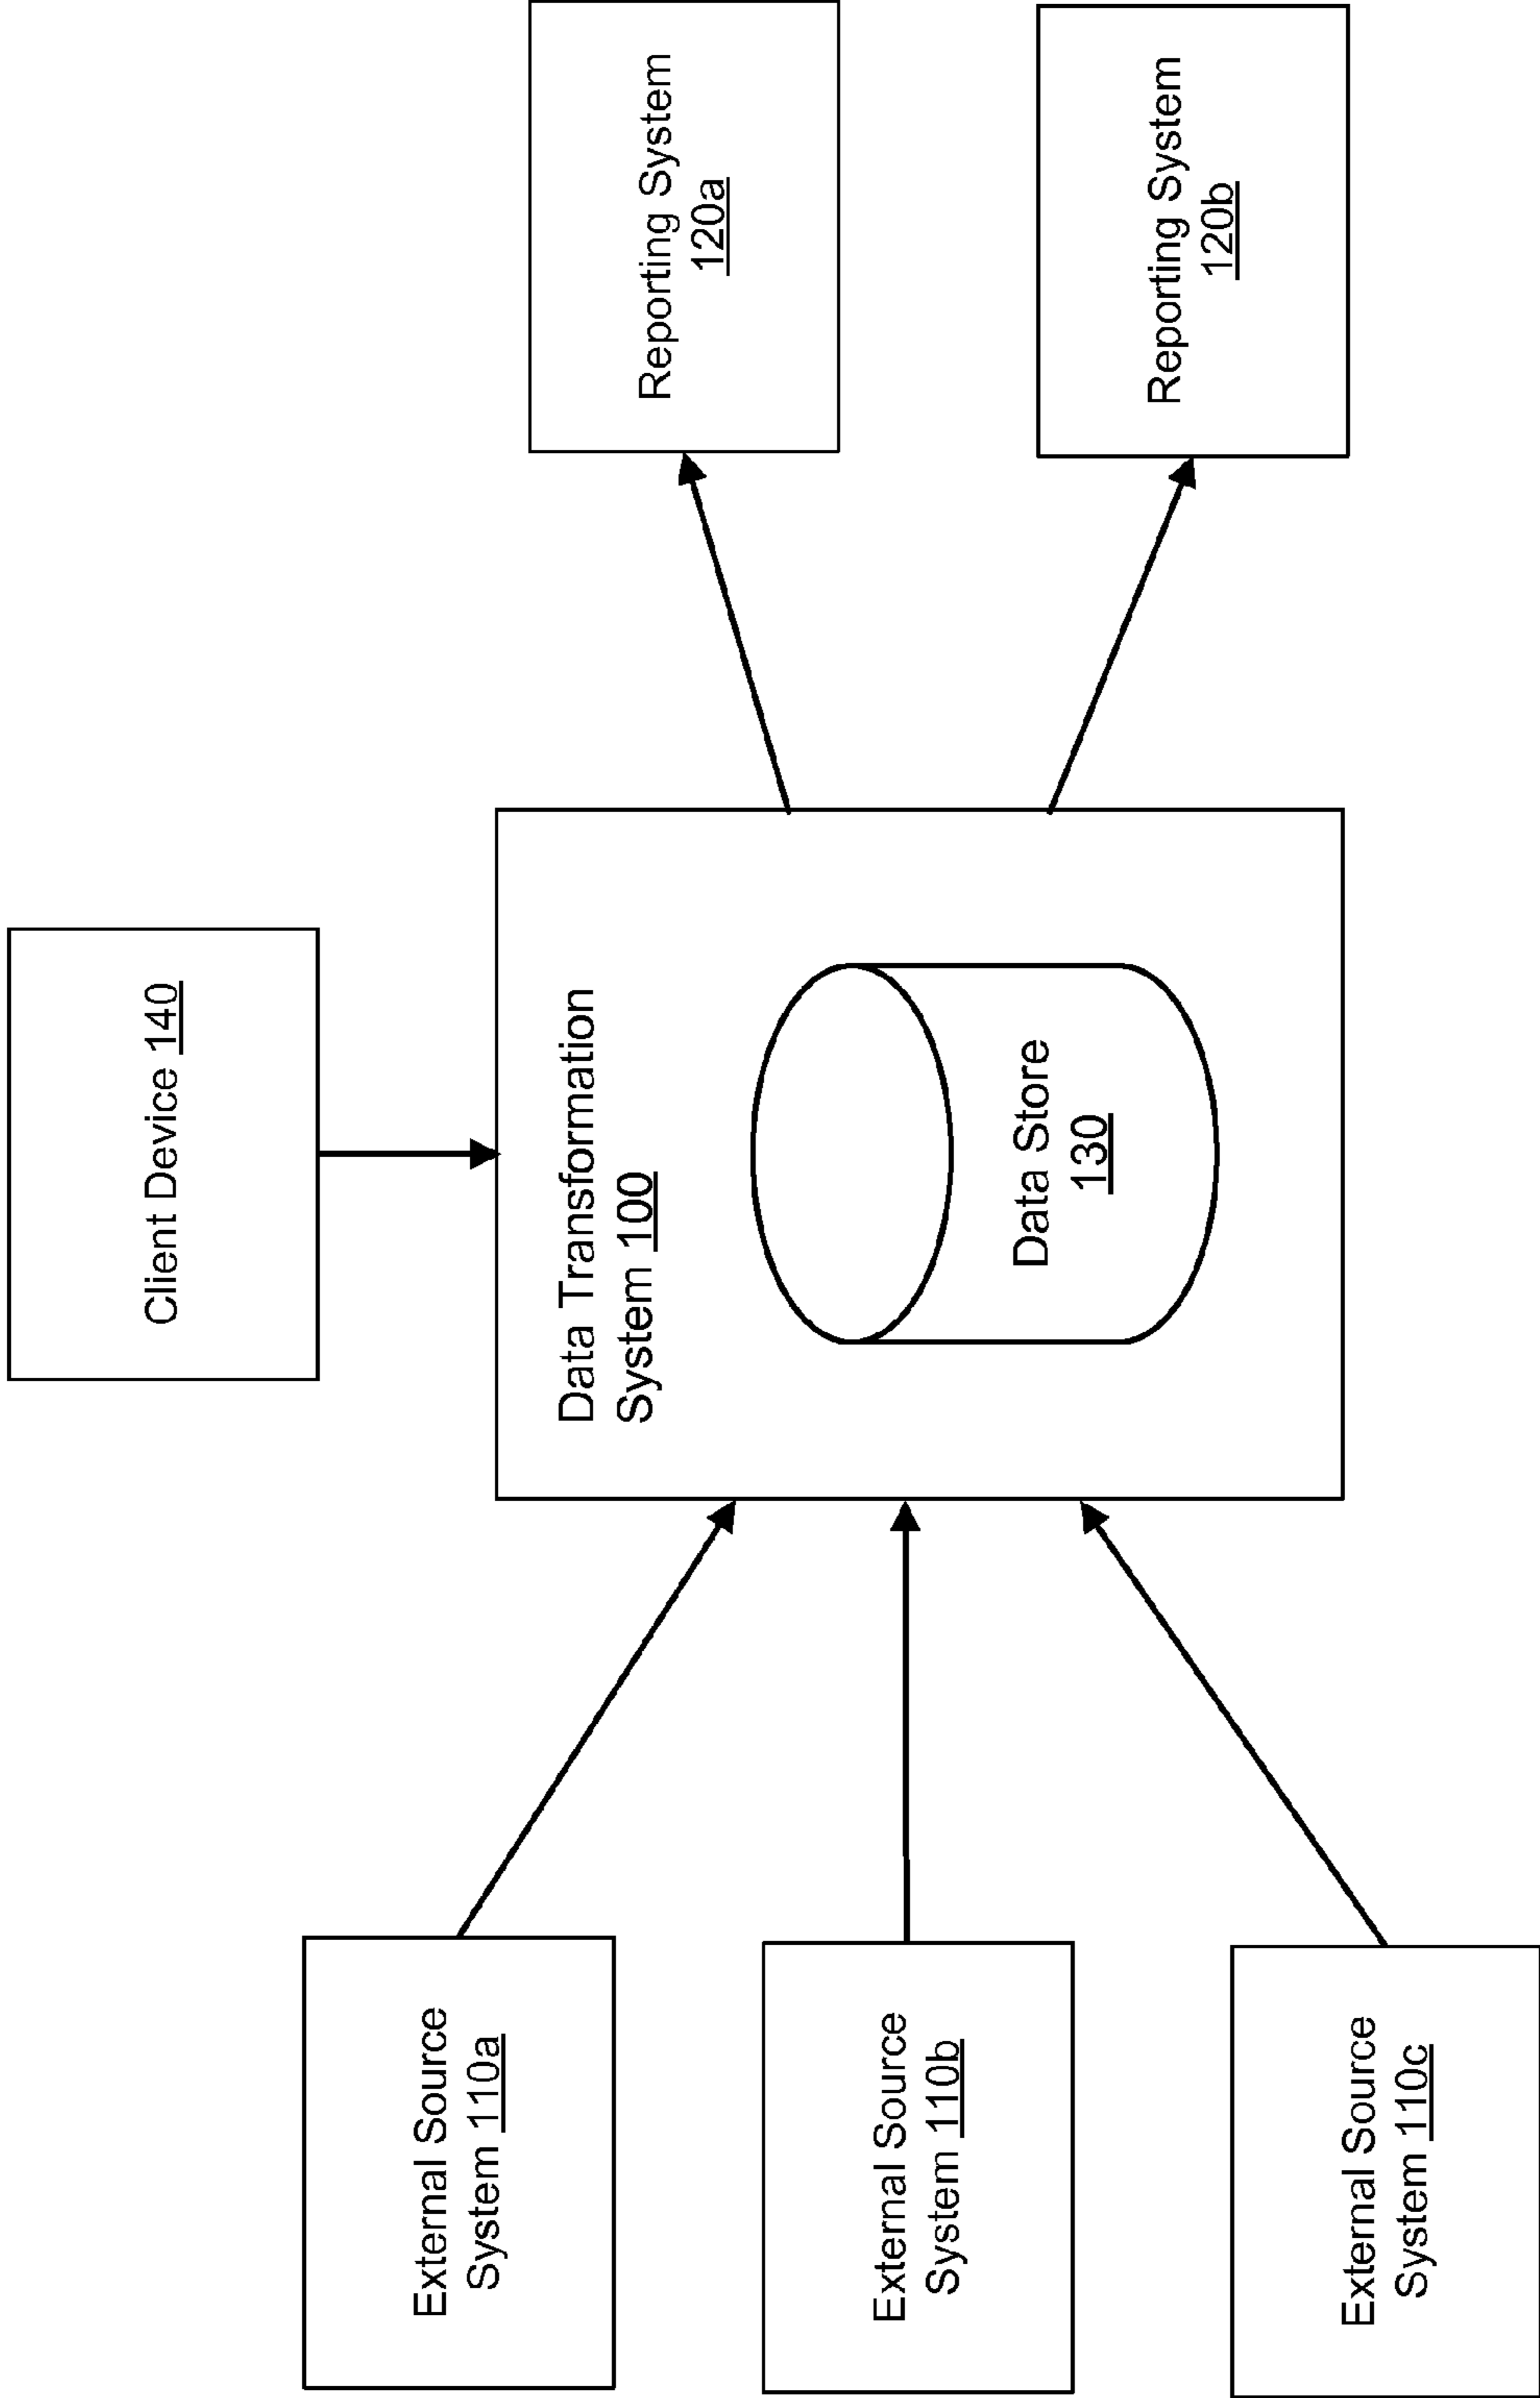 Client Device 140
External Source
System 110a
External Source
System 110b
External Source
System 110c
Data Transformation
System 100
Data Store
130
Reporting System
120a
Reporting System
120b